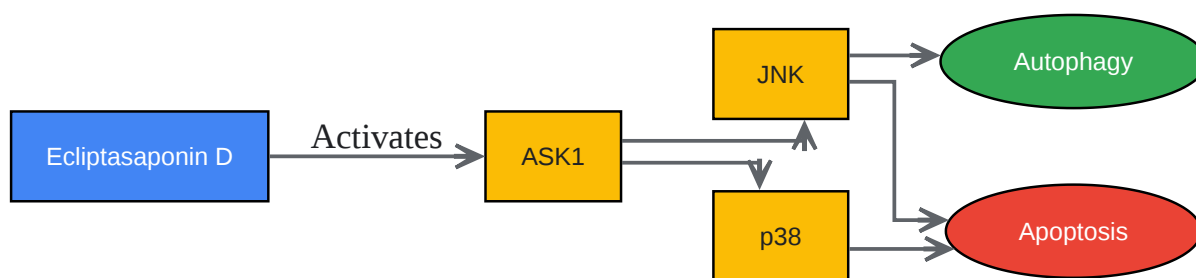 Ecliptasaponin D
Activates
ASK1
JNK
p38
Autophagy
Apoptosis